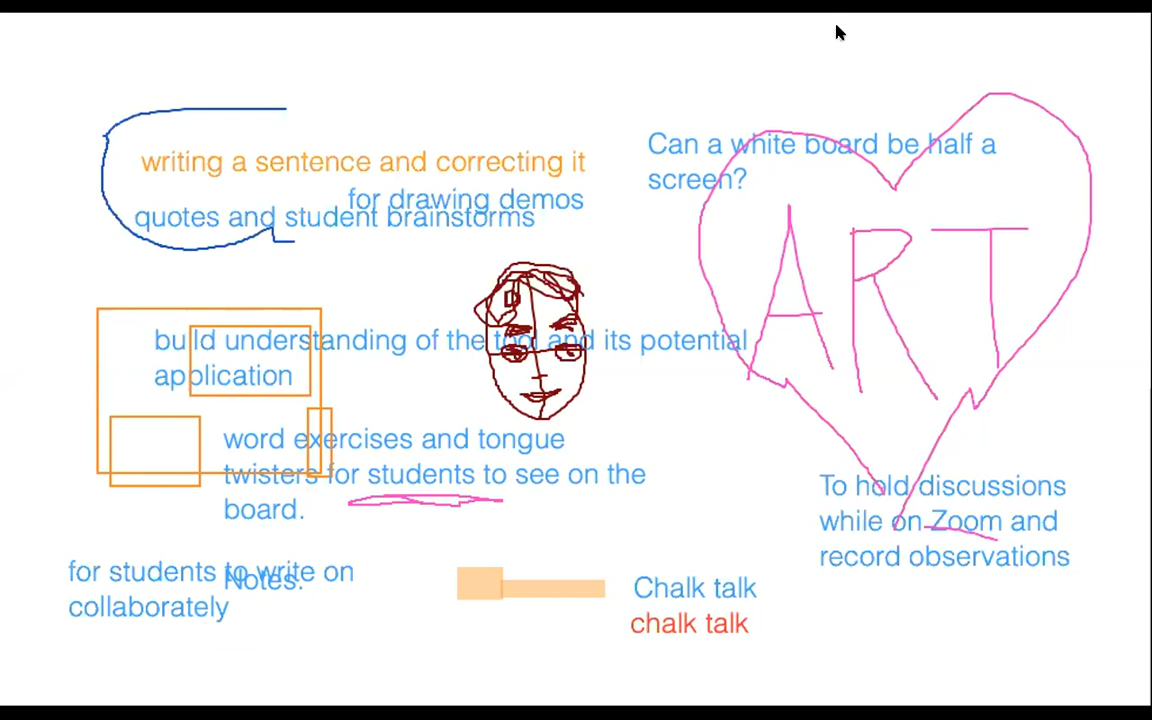 writing a sentence and correcting it
for drawing demos
quotes and student brainstorms
Can a white board be half a
screen?
ART
build understanding of the tool and its potential
application
word exercises and tongue
twisters for students to see on the
board.
Notes:
for students to write on
collaborately
To hold discussions
while on Zoom and
record observations
Chalk talk
chalk talk